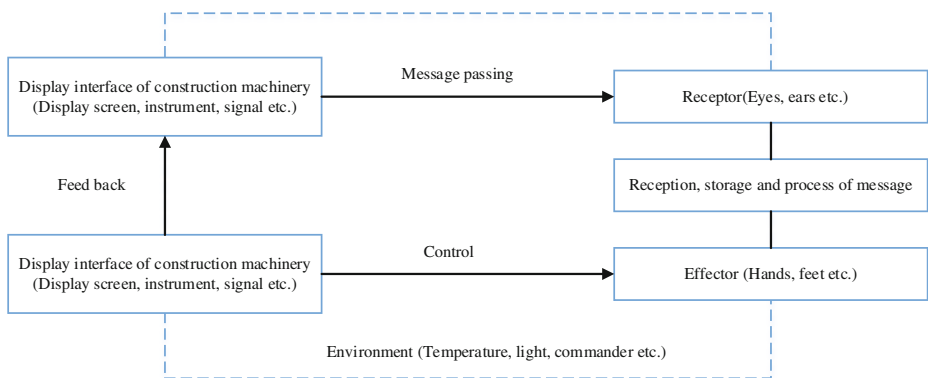 Display interface of construction machinery
(Display screen, instrument, signal etc.)
Message passing
Receptor(Eyes, ears etc.)
Feed back
Reception, storage and process of message
Display interface of construction machinery
(Display screen, instrument, signal etc.)
Control
Effector (Hands, feet etc.)
Environment (Temperature, light, commander etc.)